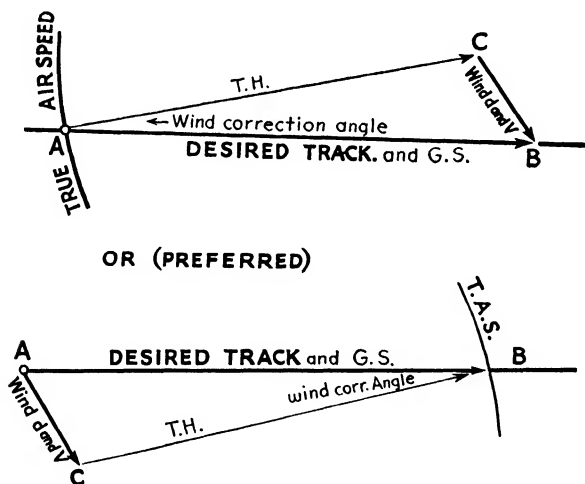 TRUE AIR SPEED
C
T.H.
Wind d and V
← Wind correction angle
A
DESIRED TRACK. and G.S.
B
OR (PREFERRED)
T.A.S.
A
DESIRED TRACK and G.S.
B
Wind d and V
wind corr. Angle
T.H.
C